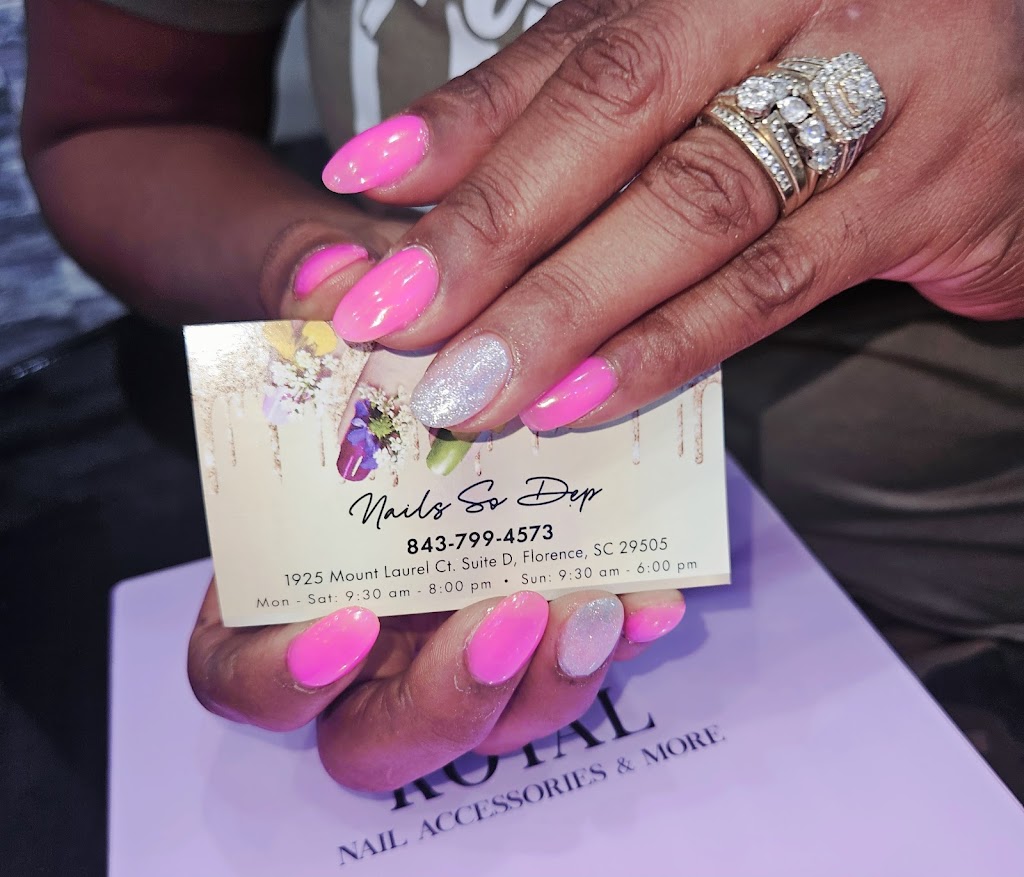 Nails So Dep
843-799-4573
1925 Mount Laurel Ct. Suite D, Florence, SC 29505
Mon - Sat: 9:30 am - 8:00 pm • Sun: 9:30 am - 6:00 pm
ROYAL
NAIL ACCESSORIES & MORE